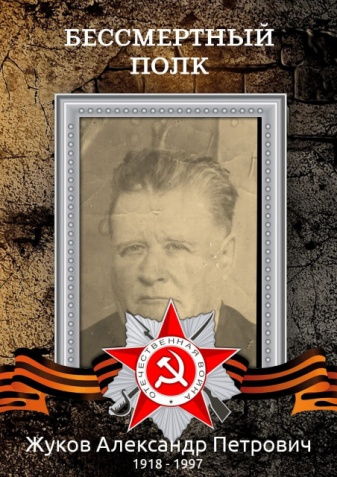 БЕССМЕРТНЫЙ
ПОЛК
ОТЕЧЕСТВЕННАЯ ВОЙНА
Жуков Александр Петрович
1918 - 1997